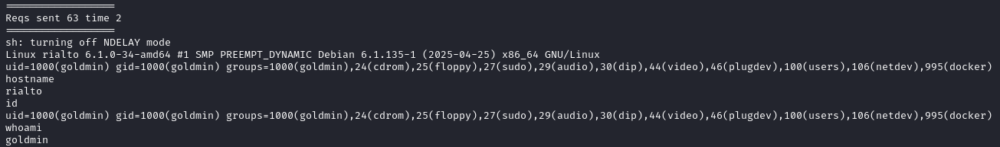 ==================
Reqs sent 63 time 2
==================
sh: turning off NDELAY mode
Linux rialto 6.1.0-34-amd64 #1 SMP PREEMPT_DYNAMIC Debian 6.1.135-1 (2025-04-25) x86_64 GNU/Linux
uid=1000(goldmin) gid=1000(goldmin) groups=1000(goldmin),24(cdrom),25(floppy),27(sudo),29(audio),30(dip),44(video),46(plugdev),100(users),106(netdev),995(docker)
hostname
rialto
id
uid=1000(goldmin) gid=1000(goldmin) groups=1000(goldmin),24(cdrom),25(floppy),27(sudo),29(audio),30(dip),44(video),46(plugdev),100(users),106(netdev),995(docker)
whoami
goldmin